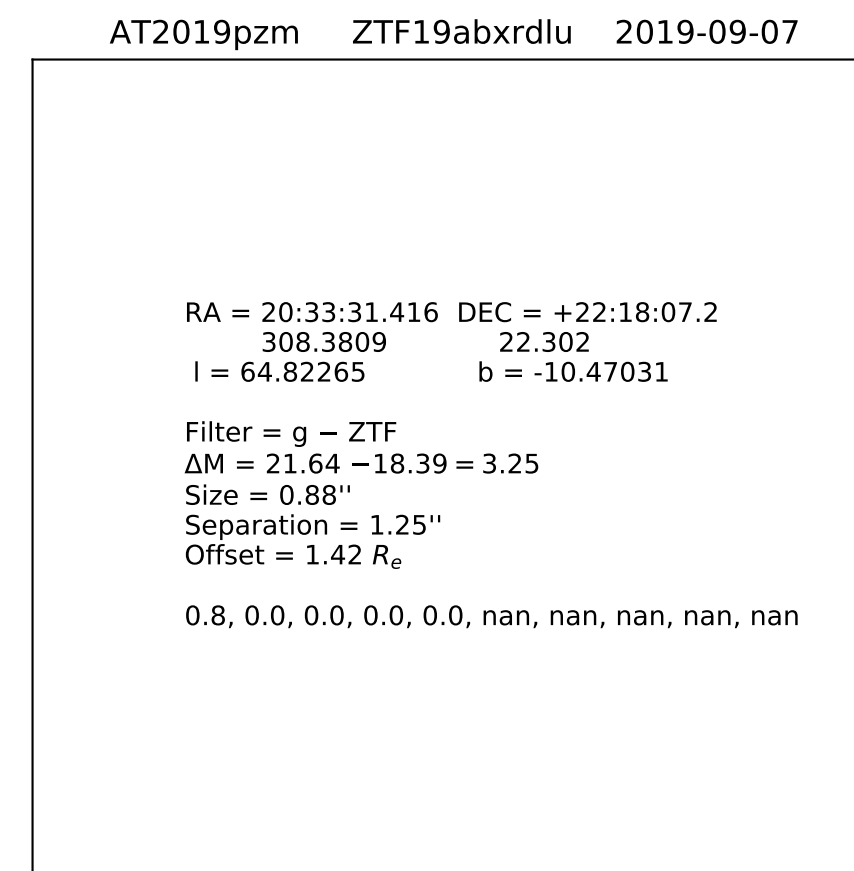 AT2019pzm ZTF19abxrdlu 2019-09-07
RA = 20:33:31.416 DEC = +22:18:07.2
308.3809 22.302
l = 64.82265 b = -10.47031
Filter = g − ZTF
ΔM = 21.64 −18.39 = 3.25
Size = 0.88''
Separation = 1.25''
Offset = 1.42 Re
0.8, 0.0, 0.0, 0.0, 0.0, nan, nan, nan, nan, nan